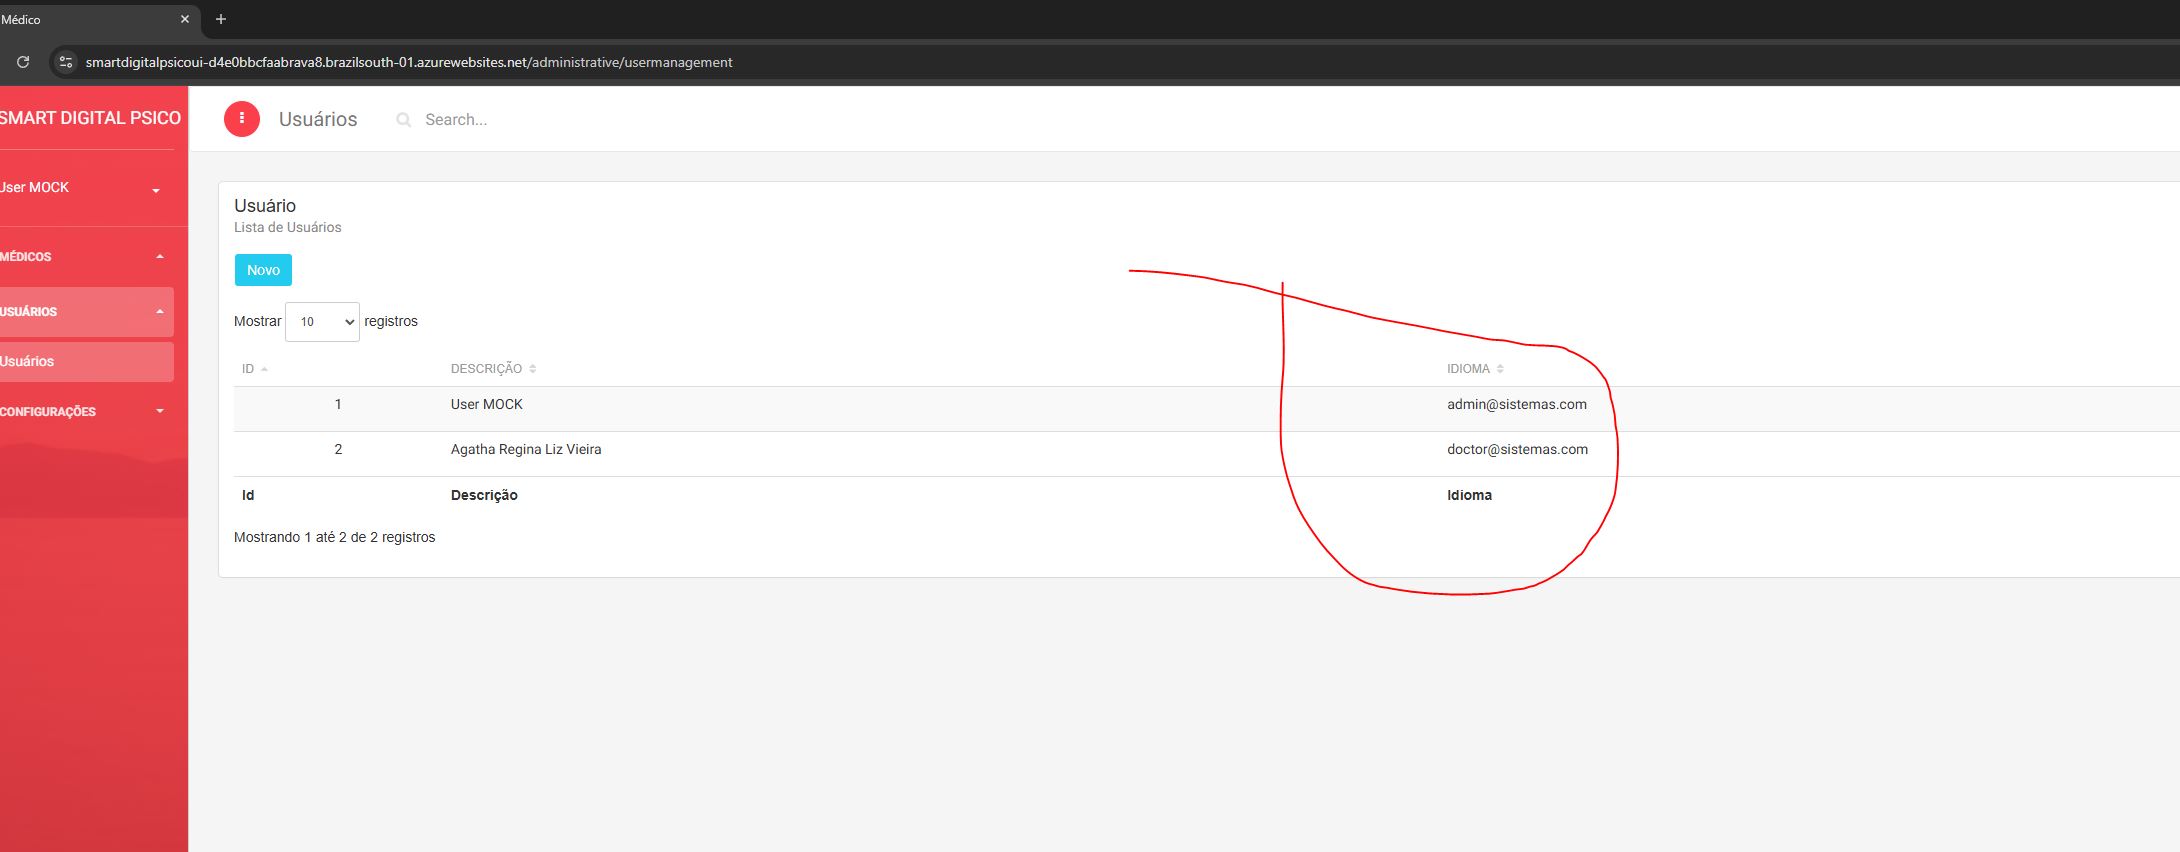 Médico
smartdigitalpsicoui-d4e0bbcfaabrava8.brazilsouth-01.azurewebsites.net/administrative/usermanagement
SMART DIGITAL PSICO
User MOCK
MÉDICOS
USUÁRIOS
Usuários
CONFIGURAÇÕES
Usuários
Search...
Usuário
Lista de Usuários
Novo
Mostrar 10 registros
ID DESCRIÇÃO IDIOMA
1 User MOCK admin@sistemas.com
2 Agatha Regina Liz Vieira doctor@sistemas.com
Id Descrição Idioma
Mostrando 1 até 2 de 2 registros